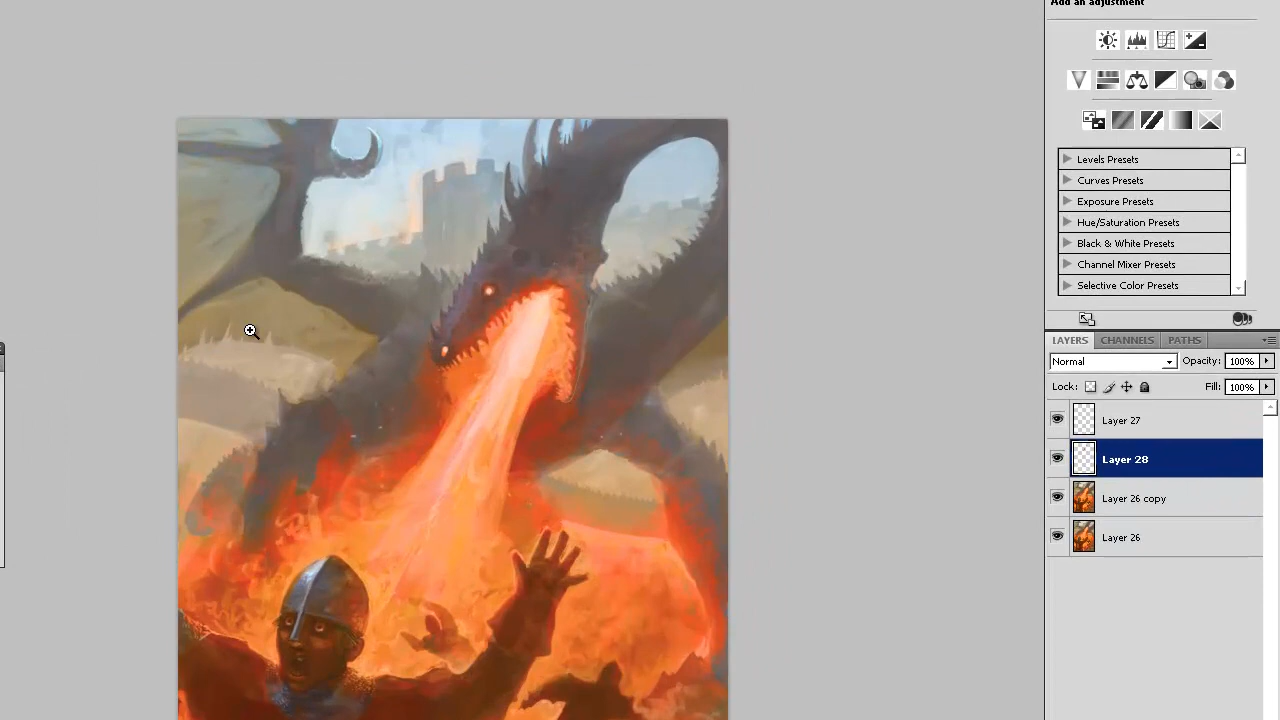 Add an adjustment
Levels Presets
Curves Presets
Exposure Presets
Hue/Saturation Presets
Black & White Presets
Channel Mixer Presets
Selective Color Presets
LAYERS CHANNELS PATHS
Normal Opacity: 100%
Lock: Fill: 100%
Layer 27
Layer 28
Layer 26 copy
Layer 26